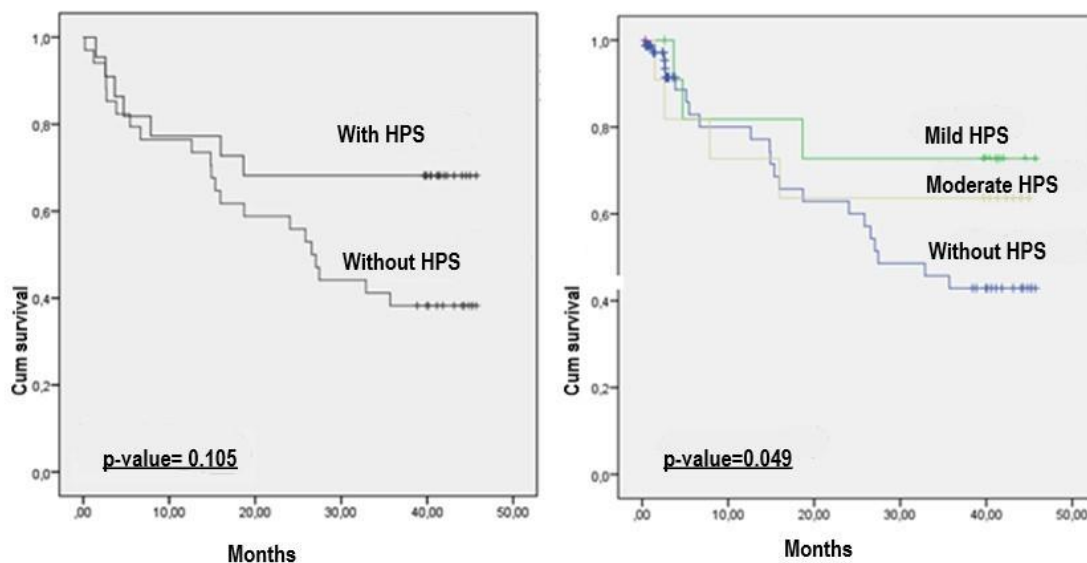 1,0
0,8
0,6
0,4
0,2
0,0
Cum survival
With HPS
Without HPS
p-value= 0.105
,00 10,00 20,00 30,00 40,00 50,00
Months
1,0
0,8
0,6
0,4
0,2
0,0
Cum survival
Mild HPS
Moderate HPS
Without HPS
p-value=0.049
,00 10,00 20,00 30,00 40,00 50,00
Months